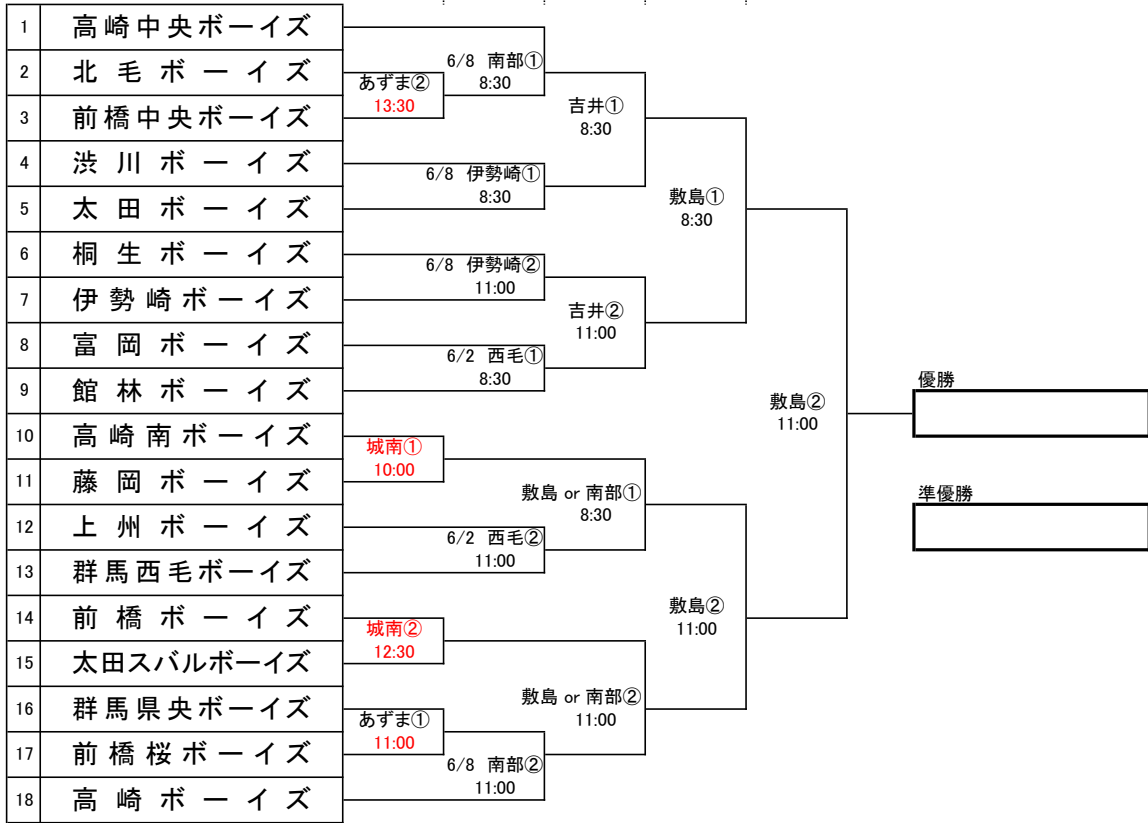 1 高崎中央ボーイズ
2 北毛ボーイズ
3 前橋中央ボーイズ
4 渋川ボーイズ
5 太田ボーイズ
6 桐生ボーイズ
7 伊勢崎ボーイズ
8 富岡ボーイズ
9 館林ボーイズ
10 高崎南ボーイズ
11 藤岡ボーイズ
12 上州ボーイズ
13 群馬西毛ボーイズ
14 前橋ボーイズ
15 太田スバルボーイズ
16 群馬県央ボーイズ
17 前橋桜ボーイズ
18 高崎ボーイズ
あずま②
13:30
城南①
10:00
城南②
12:30
あずま①
11:00
6/8 南部①
8:30
6/8 伊勢崎①
8:30
6/8 伊勢崎②
11:00
6/2 西毛①
8:30
6/2 西毛②
11:00
6/8 南部②
11:00
吉井①
8:30
吉井②
11:00
敷島 or 南部①
8:30
敷島 or 南部②
11:00
敷島①
8:30
敷島②
11:00
敷島②
11:00
優勝
準優勝